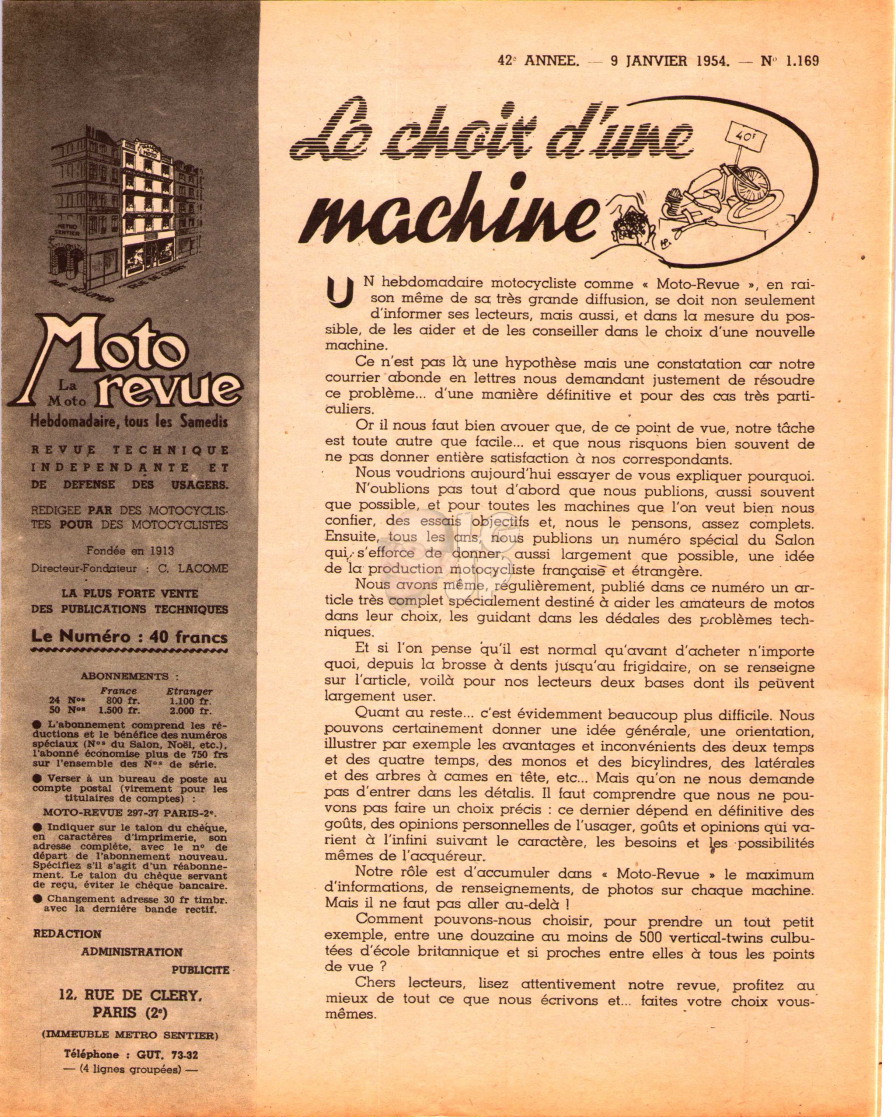 42e ANNEE. — 9 JANVIER 1954. — No 1.169
Le choix d'une
machine
40F
METRO
SENTIER
RUE REAUMUR
RUE DE CLERY
Moto
La
Moto
revue
Hebdomadaire, tous les Samedis
REVUE TECHNIQUE
INDEPENDANTE ET
DE DEFENSE DES USAGERS.
REDIGEE PAR DES MOTOCYCLIS-
TES POUR DES MOTOCYCLISTES
Fondée en 1913
Directeur-Fondateur : C. LACOME
LA PLUS FORTE VENTE
DES PUBLICATIONS TECHNIQUES
Le Numéro : 40 francs
ABONNEMENTS :
France Etranger
24 Nos 800 fr. 1.100 fr.
50 Nos 1.500 fr. 2.000 fr.
● L'abonnement comprend les ré-
ductions et le bénéfice des numéros
spéciaux (Nos du Salon, Noël, etc.),
l'abonné économise plus de 750 frs
sur l'ensemble des Nos de série.
● Verser à un bureau de poste au
compte postal (virement pour les
titulaires de comptes) :
MOTO-REVUE 297-37 PARIS-2e.
● Indiquer sur le talon du chèque,
en caractères d'imprimerie, son
adresse complète, avec le no de
départ de l'abonnement nouveau.
Spécifiez s'il s'agit d'un réabonne-
ment. Le talon du chèque servant
de reçu, éviter le chèque bancaire.
● Changement adresse 30 fr timbr.
avec la dernière bande rectif.
REDACTION
ADMINISTRATION
PUBLICITE
12, RUE DE CLERY,
PARIS (2e)
(IMMEUBLE METRO SENTIER)
Téléphone : GUT. 73-32
— (4 lignes groupées) —
UN hebdomadaire motocycliste comme « Moto-Revue », en rai-
son même de sa très grande diffusion, se doit non seulement
d'informer ses lecteurs, mais aussi, et dans la mesure du pos-
sible, de les aider et de les conseiller dans le choix d'une nouvelle
machine.
Ce n'est pas là une hypothèse mais une constatation car notre
courrier abonde en lettres nous demandant justement de résoudre
ce problème... d'une manière définitive et pour des cas très parti-
culiers.
Or il nous faut bien avouer que, de ce point de vue, notre tâche
est toute autre que facile... et que nous risquons bien souvent de
ne pas donner entière satisfaction à nos correspondants.
Nous voudrions aujourd'hui essayer de vous expliquer pourquoi.
N'oublions pas tout d'abord que nous publions, aussi souvent
que possible, et pour toutes les machines que l'on veut bien nous
confier, des essais objectifs et, nous le pensons, assez complets.
Ensuite, tous les ans, nous publions un numéro spécial du Salon
qui, s'efforce de donner, aussi largement que possible, une idée
de la production motocycliste française et étrangère.
Nous avons même, régulièrement, publié dans ce numéro un ar-
ticle très complet spécialement destiné à aider les amateurs de motos
dans leur choix, les guidant dans les dédales des problèmes tech-
niques.
Et si l'on pense qu'il est normal qu'avant d'acheter n'importe
quoi, depuis la brosse à dents jusqu'au frigidaire, on se renseigne
sur l'article, voilà pour nos lecteurs deux bases dont ils peüvent
largement user.
Quant au reste... c'est évidemment beaucoup plus difficile. Nous
pouvons certainement donner une idée générale, une orientation,
illustrer par exemple les avantages et inconvénients des deux temps
et des quatre temps, des monos et des bicylindres, des latérales
et des arbres à cames en tête, etc... Mais qu'on ne nous demande
pas d'entrer dans les détalis. Il faut comprendre que nous ne pou-
vons pas faire un choix précis : ce dernier dépend en définitive des
goûts, des opinions personnelles de l'usager, goûts et opinions qui va-
rient à l'infini suivant le caractère, les besoins et les possibilités
mêmes de l'acquéreur.
Notre rôle est d'accumuler dans « Moto-Revue » le maximum
d'informations, de renseignements, de photos sur chaque machine.
Mais il ne faut pas aller au-delà !
Comment pouvons-nous choisir, pour prendre un tout petit
exemple, entre une douzaine au moins de 500 vertical-twins culbu-
tées d'école britannique et si proches entre elles à tous les points
de vue ?
Chers lecteurs, lisez attentivement notre revue, profitez au
mieux de tout ce que nous écrivons et... faites votre choix vous-
mêmes.